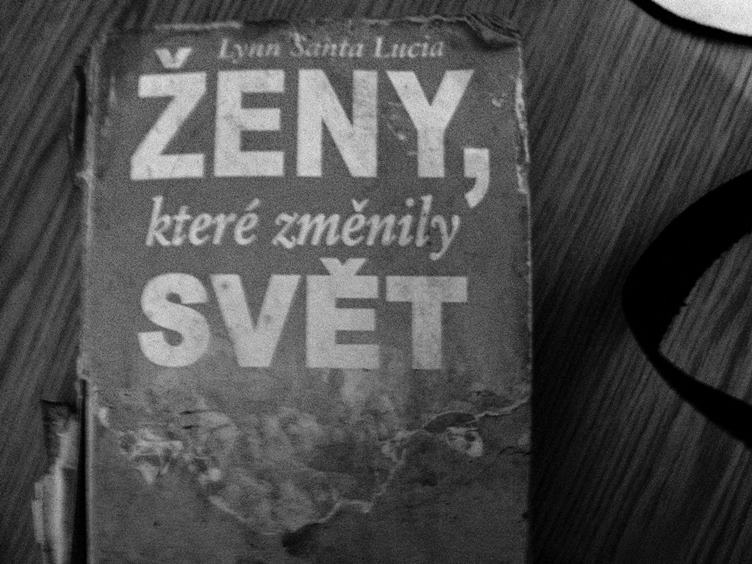 Lynn Santa Lucia
ŽENY,
které změnily
SVĚT